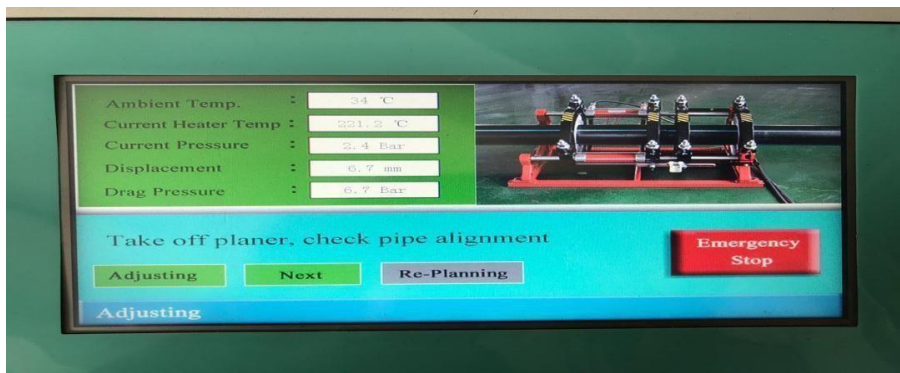 Ambient Temp. : 34 ℃
Current Heater Temp : 221.2 ℃
Current Pressure : 2.4 Bar
Displacement : 6.7 mm
Drag Pressure : 6.7 Bar
Take off planer, check pipe alignment
Emergency
Stop
Adjusting Next Re-Planning
Adjusting